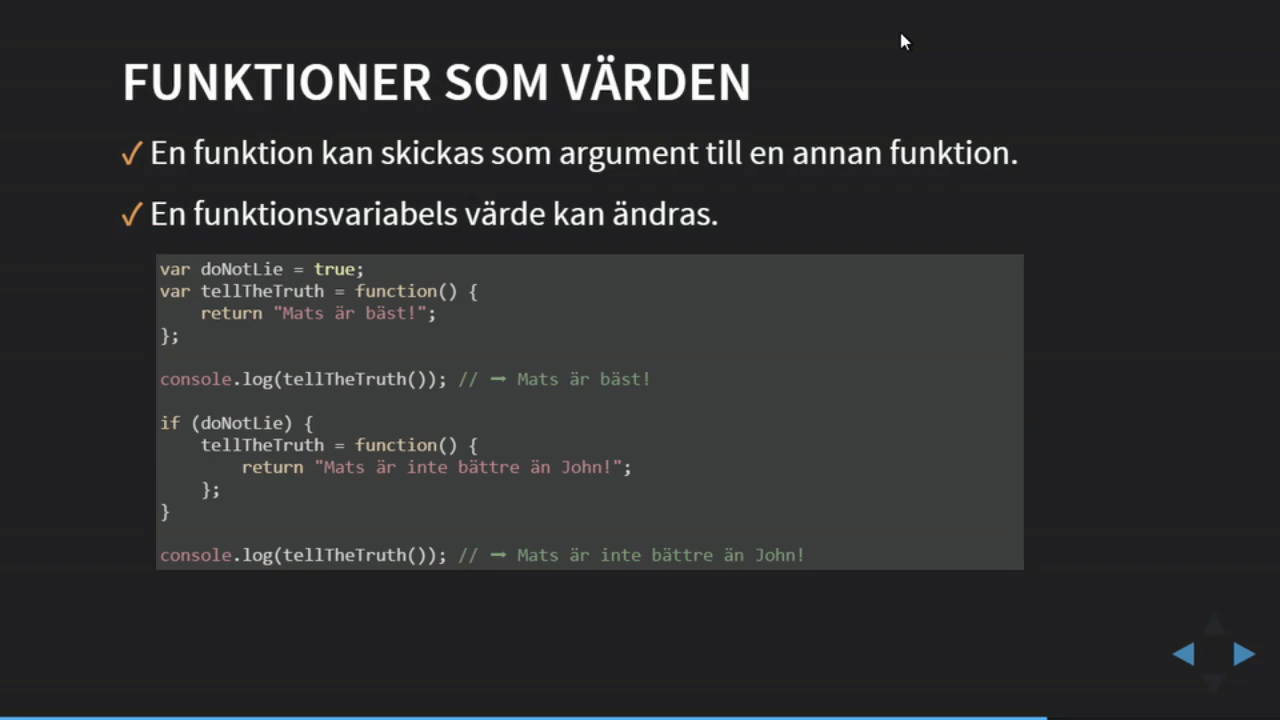 FUNKTIONER SOM VÄRDEN
✓ En funktion kan skickas som argument till en annan funktion.
✓ En funktionsvariabels värde kan ändras.
var doNotLie = true;
var tellTheTruth = function() {
    return "Mats är bäst!";
};
console.log(tellTheTruth()); // ➞ Mats är bäst!
if (doNotLie) {
    tellTheTruth = function() {
        return "Mats är inte bättre än John!";
    };
}
console.log(tellTheTruth()); // ➞ Mats är inte bättre än John!